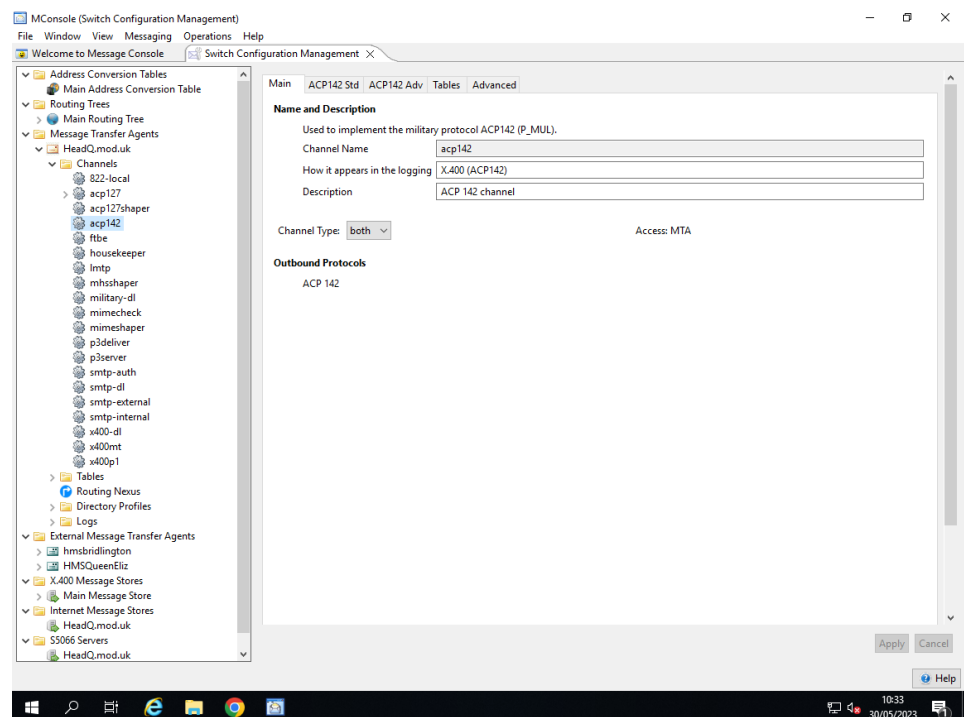 MConsole (Switch Configuration Management)
File Window View Messaging Operations Help
Welcome to Message Console
Switch Configuration Management
Address Conversion Tables
Main Address Conversion Table
Routing Trees
Main Routing Tree
Message Transfer Agents
HeadQ.mod.uk
Channels
822-local
acp127
acp127shaper
acp142
ftbe
housekeeper
lmtp
mhsshaper
military-dl
mimecheck
mimeshaper
p3deliver
p3server
smtp-auth
smtp-dl
smtp-external
smtp-internal
x400-dl
x400mt
x400p1
Tables
Routing Nexus
Directory Profiles
Logs
External Message Transfer Agents
hmsbridlington
HMSQueenEliz
X.400 Message Stores
Main Message Store
Internet Message Stores
HeadQ.mod.uk
S5066 Servers
HeadQ.mod.uk
Main ACP142 Std ACP142 Adv Tables Advanced
Name and Description
Used to implement the military protocol ACP142 (P_MUL).
Channel Name acp142
How it appears in the logging X.400 (ACP142)
Description ACP 142 channel
Channel Type: both Access: MTA
Outbound Protocols
ACP 142
Apply Cancel
Help
10:33
30/05/2023